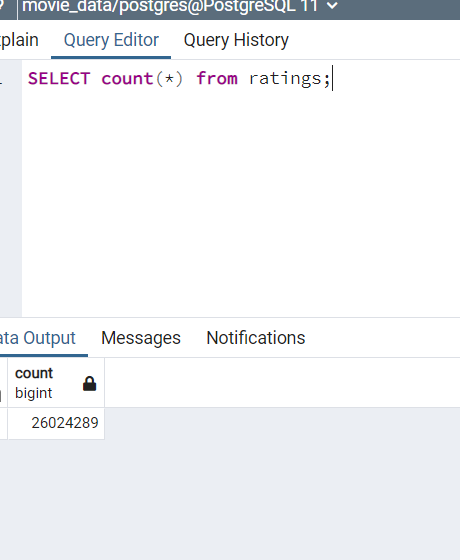 movie_data/postgres@PostgreSQL 11
plain Query Editor Query History
SELECT count(*) from ratings;
ata Output Messages Notifications
count
bigint
26024289